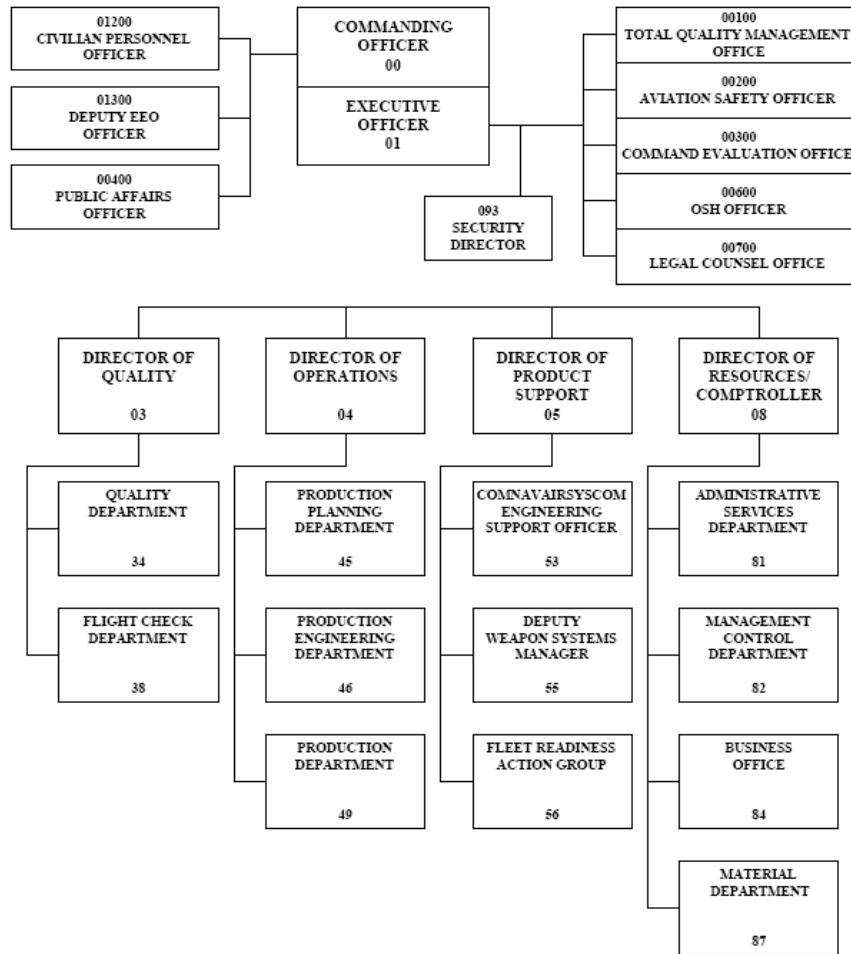 01200
CIVILIAN PERSONNEL
OFFICER
01300
DEPUTY EEO
OFFICER
00400
PUBLIC AFFAIRS
OFFICER
COMMANDING
OFFICER
00
EXECUTIVE
OFFICER
01
093
SECURITY
DIRECTOR
00100
TOTAL QUALITY MANAGEMENT
OFFICE
00200
AVIATION SAFETY OFFICER
00300
COMMAND EVALUATION OFFICE
00600
OSH OFFICER
00700
LEGAL COUNSEL OFFICE
DIRECTOR OF
QUALITY
03
DIRECTOR OF
OPERATIONS
04
DIRECTOR OF
PRODUCT
SUPPORT
05
DIRECTOR OF
RESOURCES/
COMPTROLLER
08
QUALITY
DEPARTMENT
34
PRODUCTION
PLANNING
DEPARTMENT
45
COMNAVAIRSYSCOM
ENGINEERING
SUPPORT OFFICER
53
ADMINISTRATIVE
SERVICES
DEPARTMENT
81
FLIGHT CHECK
DEPARTMENT
38
PRODUCTION
ENGINEERING
DEPARTMENT
46
DEPUTY
WEAPON SYSTEMS
MANAGER
55
MANAGEMENT
CONTROL
DEPARTMENT
82
PRODUCTION
DEPARTMENT
49
FLEET READINESS
ACTION GROUP
56
BUSINESS
OFFICE
84
MATERIAL
DEPARTMENT
87